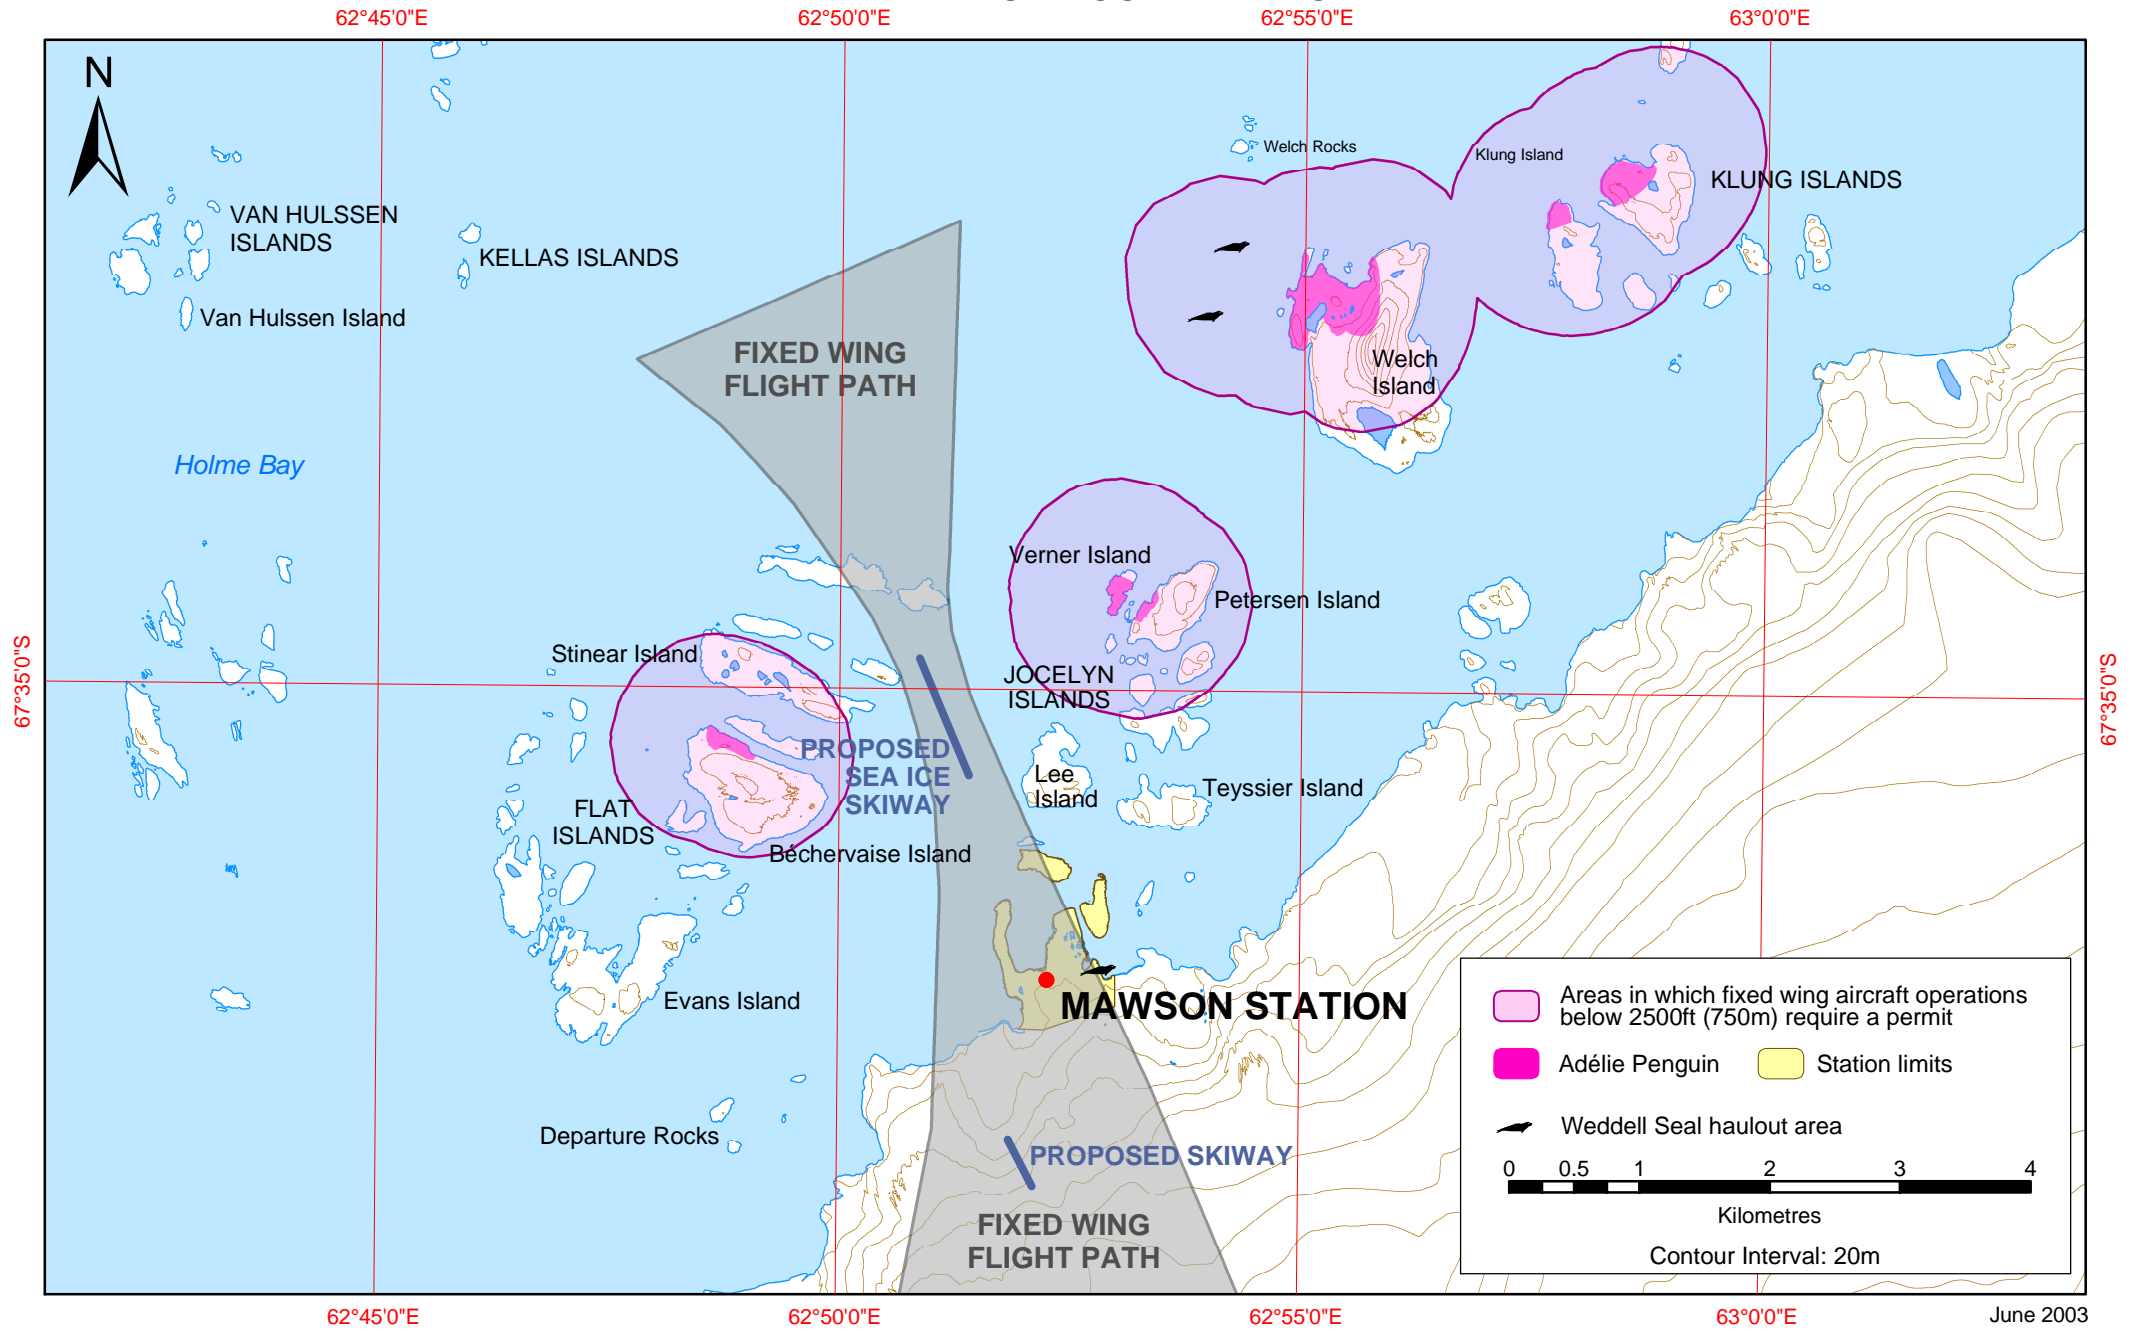 62°45'0"E
62°50'0"E
62°55'0"E
63°0'0"E
N
Welch Rocks
Klung Island
KLUNG ISLANDS
VAN HULSSEN
ISLANDS
KELLAS ISLANDS
Van Hulssen Island
FIXED WING
FLIGHT PATH
Welch
Island
Holme Bay
Verner Island
Petersen Island
Stinear Island
JOCELYN
ISLANDS
67°35'0"S
67°35'0"S
PROPOSED
SEA ICE
SKIWAY
Lee
Island
Teyssier Island
FLAT
ISLANDS
Béchervaise Island
Evans Island
MAWSON STATION
Departure Rocks
PROPOSED SKIWAY
FIXED WING
FLIGHT PATH
Areas in which fixed wing aircraft operations
below 2500ft (750m) require a permit
Adélie Penguin
Station limits
Weddell Seal haulout area
0 0.5 1 2 3 4
Kilometres
Contour Interval: 20m
62°45'0"E
62°50'0"E
62°55'0"E
63°0'0"E
June 2003